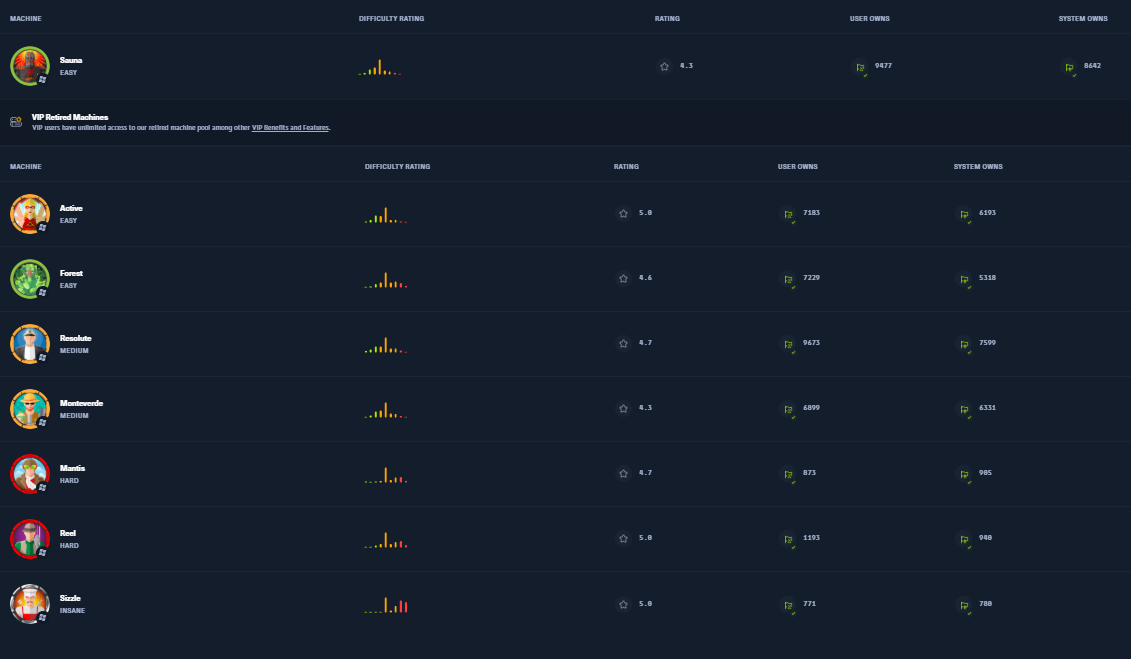 MACHINE DIFFICULTY RATING RATING USER OWNS SYSTEM OWNS
Sauna
EASY
4.3 9477 8642
VIP Retired Machines
VIP users have unlimited access to our retired machine pool among other VIP Benefits and Features.
MACHINE DIFFICULTY RATING RATING USER OWNS SYSTEM OWNS
Active
EASY
5.0 7183 6193
Forest
EASY
4.6 7229 5318
Resolute
MEDIUM
4.7 9673 7599
Monteverde
MEDIUM
4.3 6899 6331
Mantis
HARD
4.7 873 905
Reel
HARD
5.0 1193 940
Sizzle
INSANE
5.0 771 780